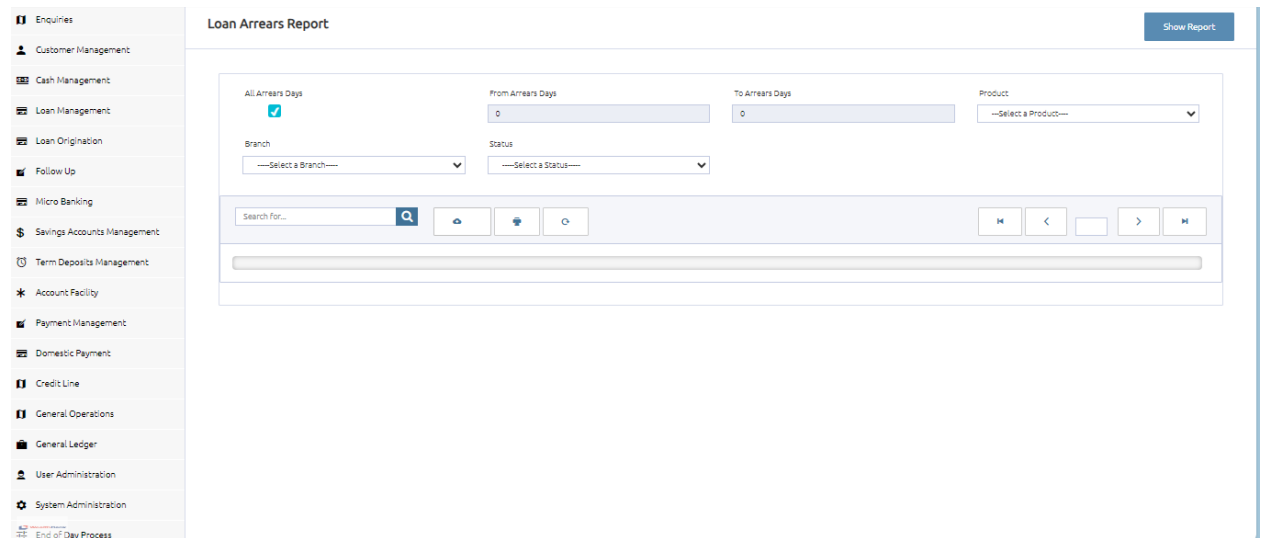 Enquiries
Customer Management
Cash Management
Loan Management
Loan Origination
Follow Up
Micro Banking
Savings Accounts Management
Term Deposits Management
Account Facility
Payment Management
Domestic Payment
Credit Line
General Operations
General Ledger
User Administration
System Administration
End of Day Process
Loan Arrears Report
Show Report
All Arrears Days
From Arrears Days
To Arrears Days
Product
0
0
---Select a Product----
Branch
Status
-----Select a Branch-----
-----Select a Status-----
Search for...